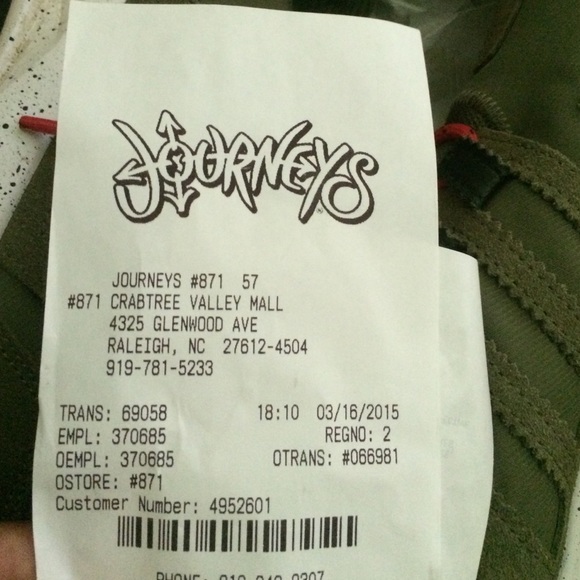 JOURNEYS
JOURNEYS #871 57
#871 CRABTREE VALLEY MALL
4325 GLENWOOD AVE
RALEIGH, NC 27612-4504
919-781-5233
TRANS: 69058 18:10 03/16/2015
EMPL: 370685 REGNO: 2
OEMPL: 370685 OTRANS: #066981
OSTORE: #871
Customer Number: 4952601
PHONE: